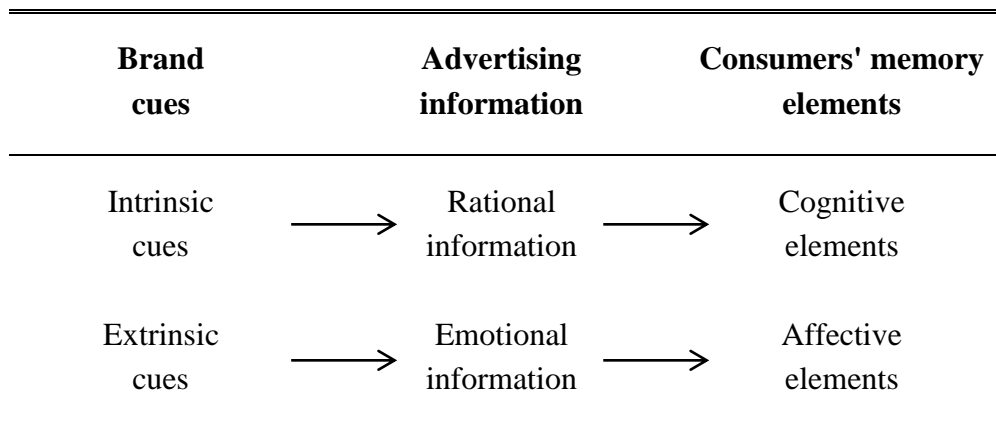 Brand Advertising Consumers' memory
cues information elements
Intrinsic Rational Cognitive
cues information elements
Extrinsic Emotional Affective
cues information elements